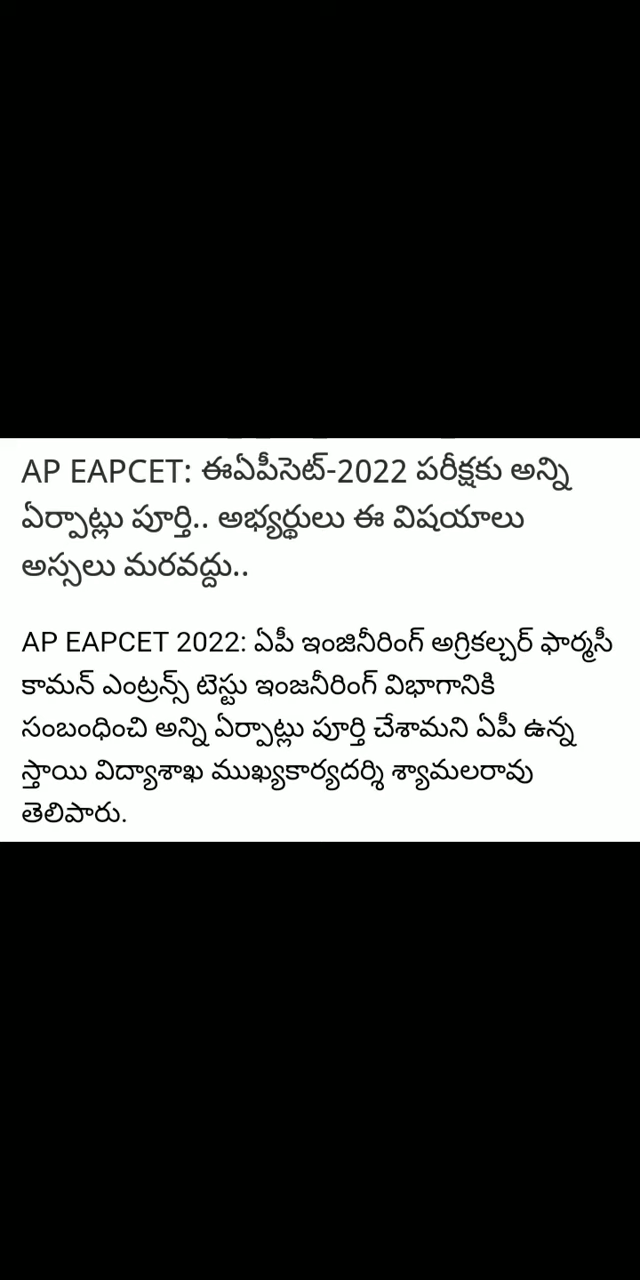 AP EAPCET: ఈఏపీసెట్-2022 పరీక్షకు అన్ని
ఏర్పాట్లు పూర్తి.. అభ్యర్థులు ఈ విషయాలు
అస్సలు మరవద్దు..
AP EAPCET 2022: ఏపీ ఇంజినీరింగ్ అగ్రికల్చర్ ఫార్మసీ
కామన్ ఎంట్రన్స్ టెస్టు ఇంజనీరింగ్ విభాగానికి
సంబంధించి అన్ని ఏర్పాట్లు పూర్తి చేశామని ఏపీ ఉన్న
స్తాయి విద్యాశాఖ ముఖ్యకార్యదర్శి శ్యామలరావు
తెలిపారు.